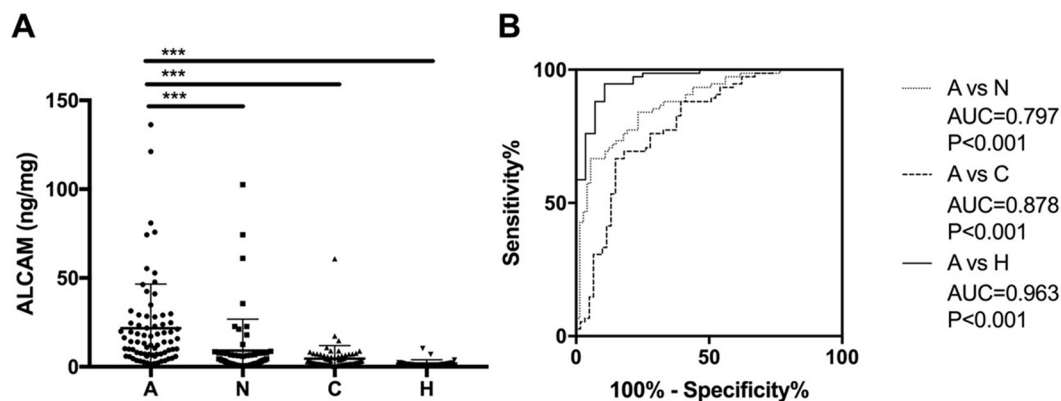 A
***
***
***
150
100
50
0
ALCAM (ng/mg)
A N C H
B
100
50
0
Sensitivity%
0 50 100
100% - Specificity%
A vs N
AUC=0.797
P<0.001
A vs C
AUC=0.878
P<0.001
A vs H
AUC=0.963
P<0.001